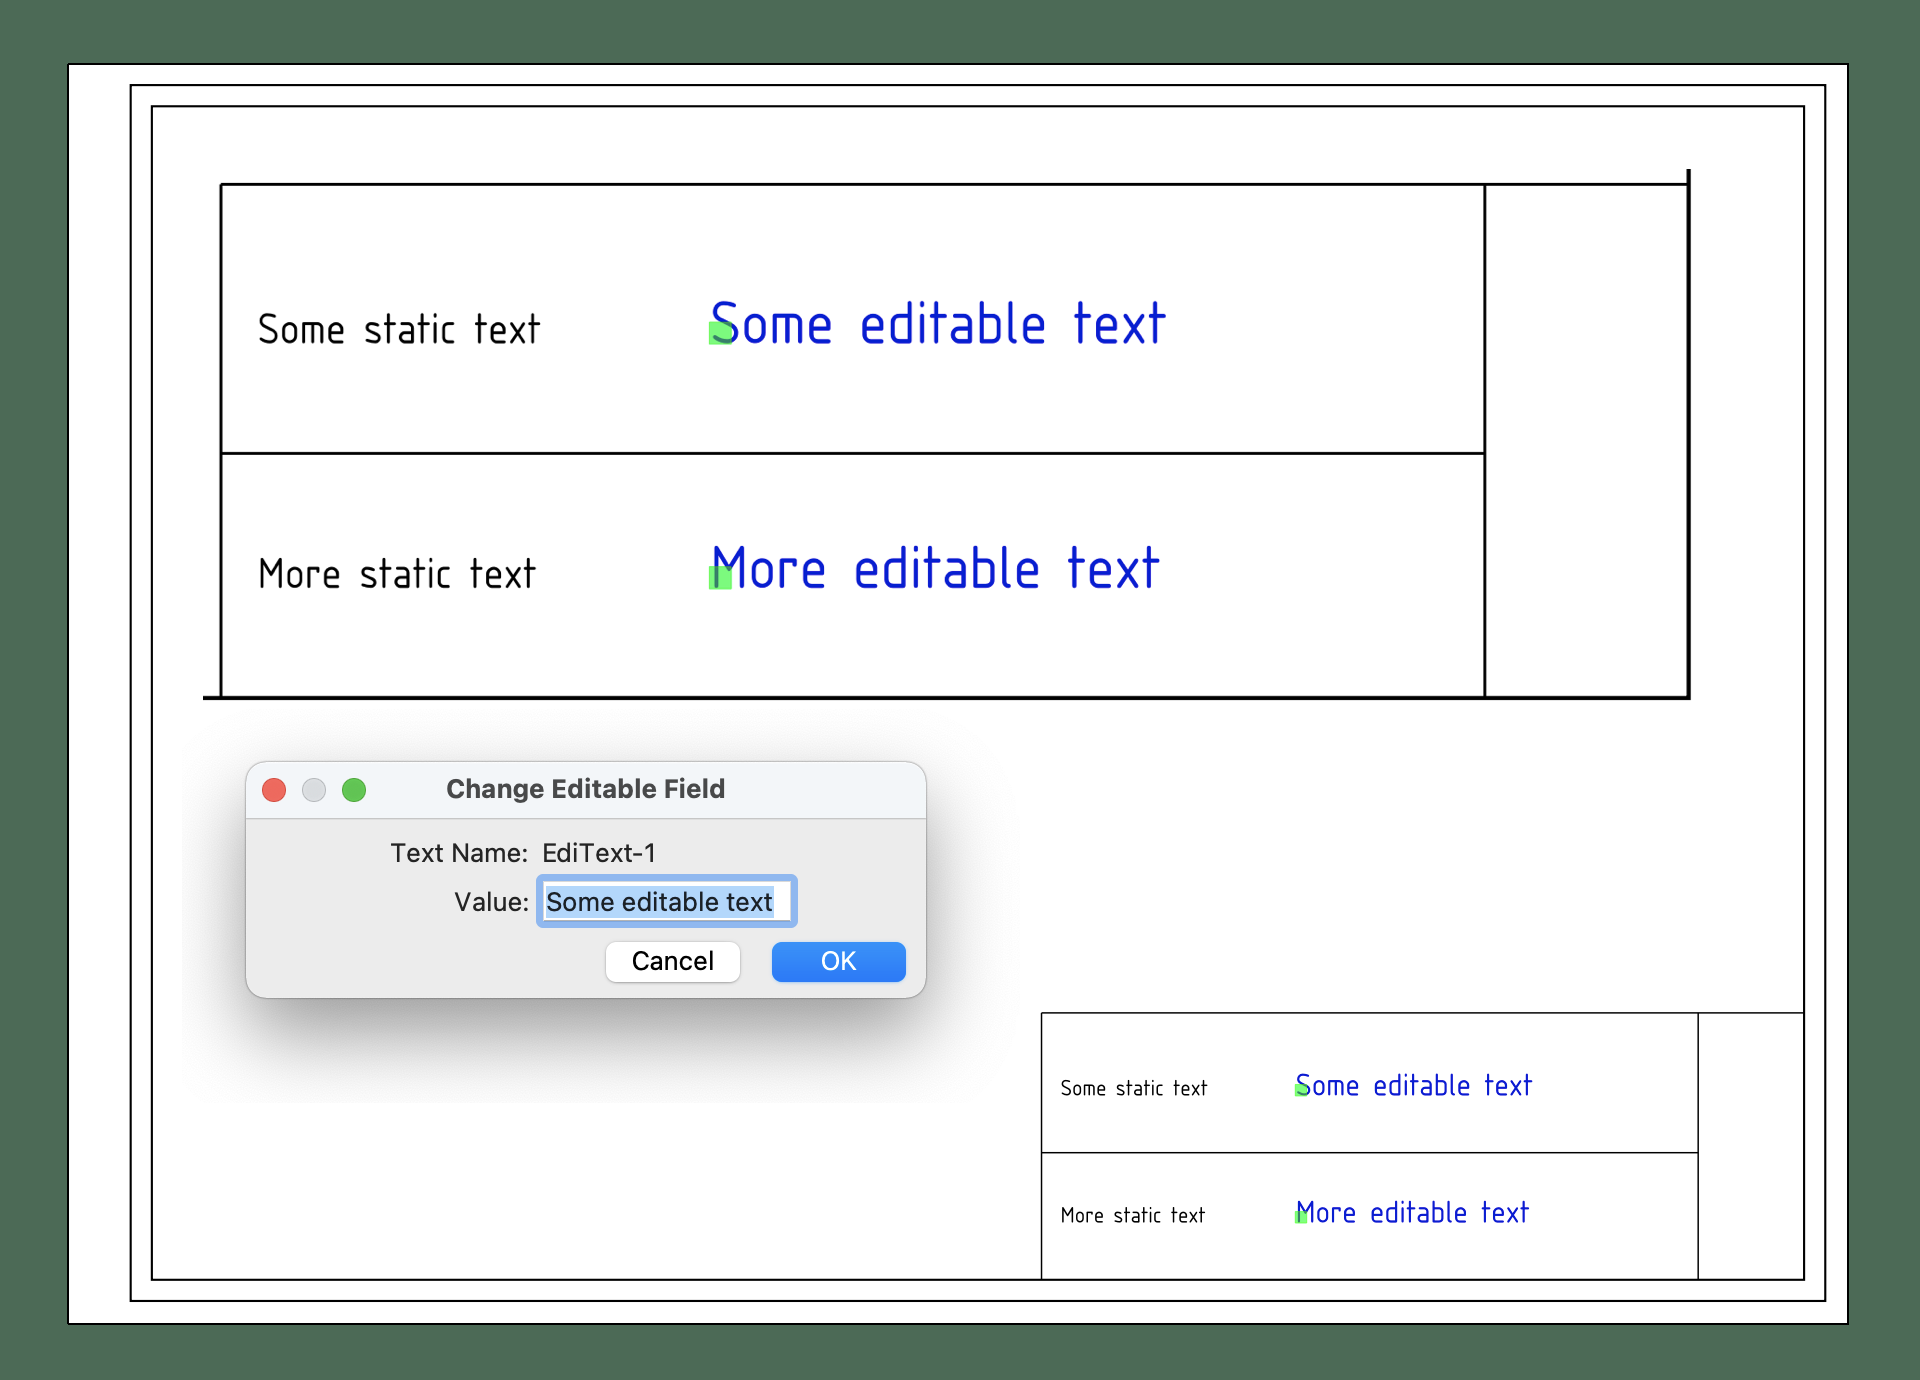 Some static text Some editable text
More static text More editable text
Change Editable Field
Text Name: EdiText-1
Value: Some editable text
Cancel OK
Some static text Some editable text
More static text More editable text